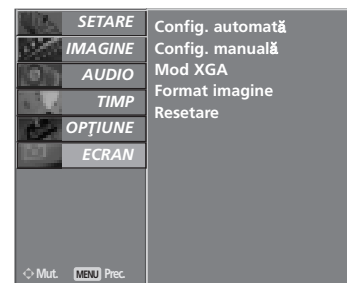 SETARE
IMAGINE
AUDIO
TIMP
OPŢIUNE
ECRAN
Config. automată
Config. manuală
Mod XGA
Format imagine
Resetare
Mut. MENU Prec.